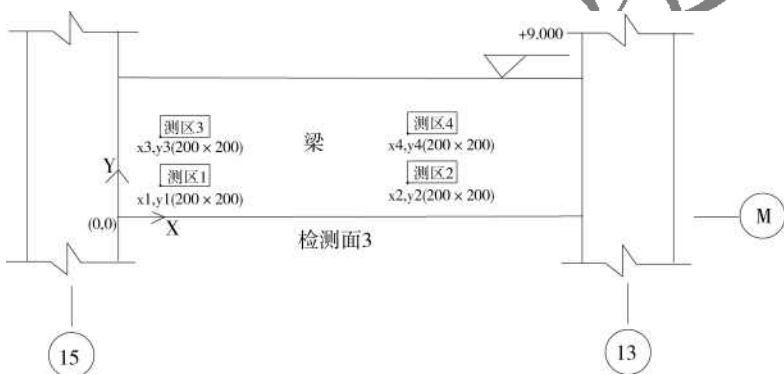 +9.000
测区3
x3,y3(200×200)
梁
测区4
x4,y4(200×200)
Y
测区1
x1,y1(200×200)
测区2
x2,y2(200×200)
(0,0)
X
检测面3
M
15
13